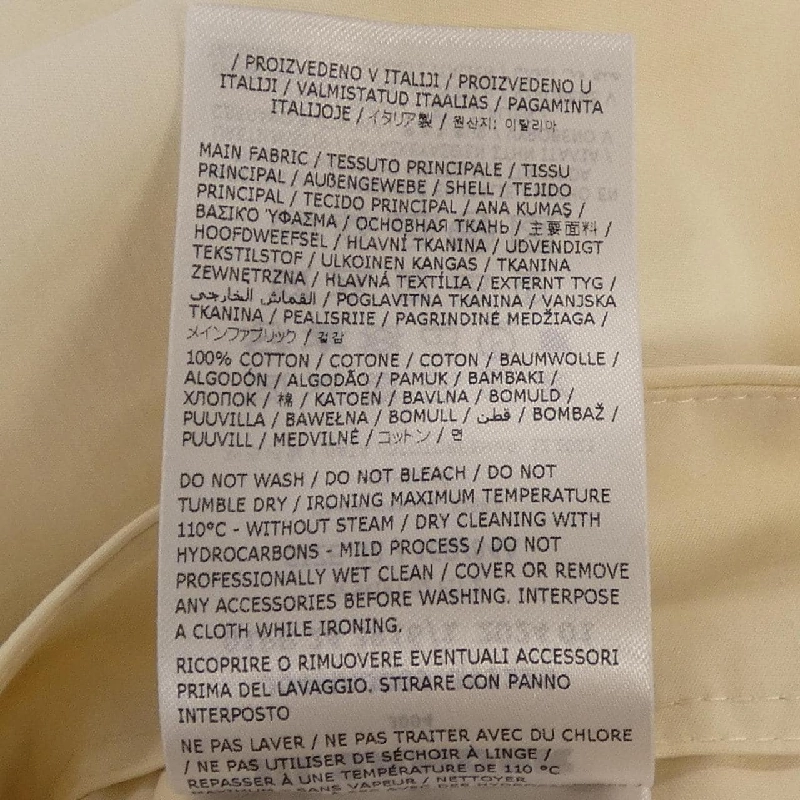 / PROIZVEDENO V ITALIJI / PROIZVEDENO U
ITALIJI / VALMISTATUD ITAALIAS / PAGAMINTA
ITALIJOJE / イタリア製 / 원산지: 이탈리아
MAIN FABRIC / TESSUTO PRINCIPALE / TISSU
PRINCIPAL / AUßENGEWEBE / SHELL / TEJIDO
PRINCIPAL / TECIDO PRINCIPAL / ANA KUMAŞ /
ΒΑΣΙΚΌ ΎΦΑΣΜΑ / ОСНОВНАЯ ТКАНЬ / 主要面料 /
HOOFDWEEFSEL / HLAVNÍ TKANINA / UDVENDIGT
TEKSTILSTOF / ULKOINEN KANGAS / TKANINA
ZEWNĘTRZNA / HLAVNÁ TEXTÍLIA / EXTERNT TYG /
القماش الخارجي / POGLAVITNA TKANINA / VANJSKA
TKANINA / PEALISRIIE / PAGRINDINĖ MEDŽIAGA /
メインファブリック / 겉감
100% COTTON / COTONE / COTON / BAUMWOLLE /
ALGODÓN / ALGODÃO / PAMUK / ΒΑΜΒΑΚΙ /
ХЛОПОК / 棉 / KATOEN / BAVLNA / BOMULD /
PUUVILLA / BAWEŁNA / BOMULL / قطن / BOMBAŽ /
PUUVILL / MEDVILNĖ / コットン / 면
DO NOT WASH / DO NOT BLEACH / DO NOT
TUMBLE DRY / IRONING MAXIMUM TEMPERATURE
110°C - WITHOUT STEAM / DRY CLEANING WITH
HYDROCARBONS - MILD PROCESS / DO NOT
PROFESSIONALLY WET CLEAN / COVER OR REMOVE
ANY ACCESSORIES BEFORE WASHING. INTERPOSE
A CLOTH WHILE IRONING.
RICOPRIRE O RIMUOVERE EVENTUALI ACCESSORI
PRIMA DEL LAVAGGIO. STIRARE CON PANNO
INTERPOSTO
NE PAS LAVER / NE PAS TRAITER AVEC DU CHLORE
/ NE PAS UTILISER DE SÉCHOIR À LINGE /
REPASSER À UNE TEMPÉRATURE DE 110 °C
MAXIMUM - SANS VAPEUR / NETTOYER